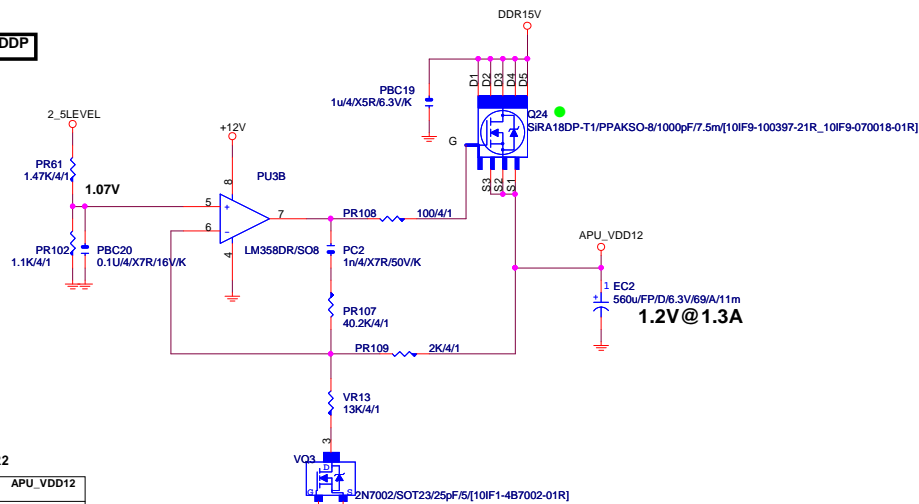 DDP
DDR15V
D1
D2
D3
D4
D5
PBC19
1u/4/X5R/6.3V/K
Q24
SiRA18DP-T1/PPAKSO-8/1000pF/7.5m/[10IF9-100397-21R_10IF9-070018-01R]
G
S3
S2
S1
2_5LEVEL
+12V
PR61
1.47K/4/1
1.07V
8
PU3B
5
+
7
6
-
4
LM358DR/SO8
PR108
100/4/1
PR102
1.1K/4/1
PBC20
0.1U/4/X7R/16V/K
PC2
1n/4/X7R/50V/K
APU_VDD12
1
EC2
+
560u/FP/D/6.3V/69/A/11m
1.2V@1.3A
PR107
40.2K/4/1
PR109
2K/4/1
VR13
13K/4/1
3
VQ3
D
G
S
2N7002/SOT23/25pF/5/[10IF1-4B7002-01R]
2
APU_VDD12